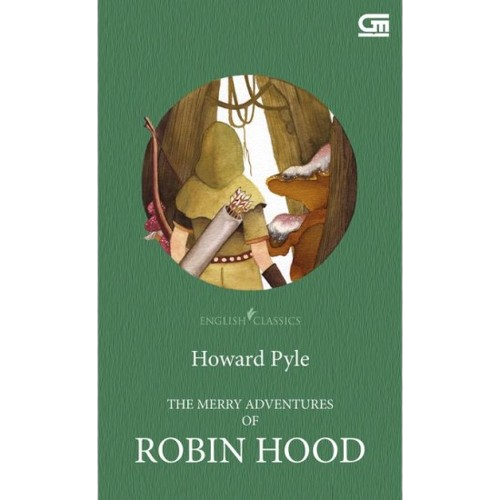 GM
ENGLISH CLASSICS
Howard Pyle
THE MERRY ADVENTURES
OF
ROBIN HOOD